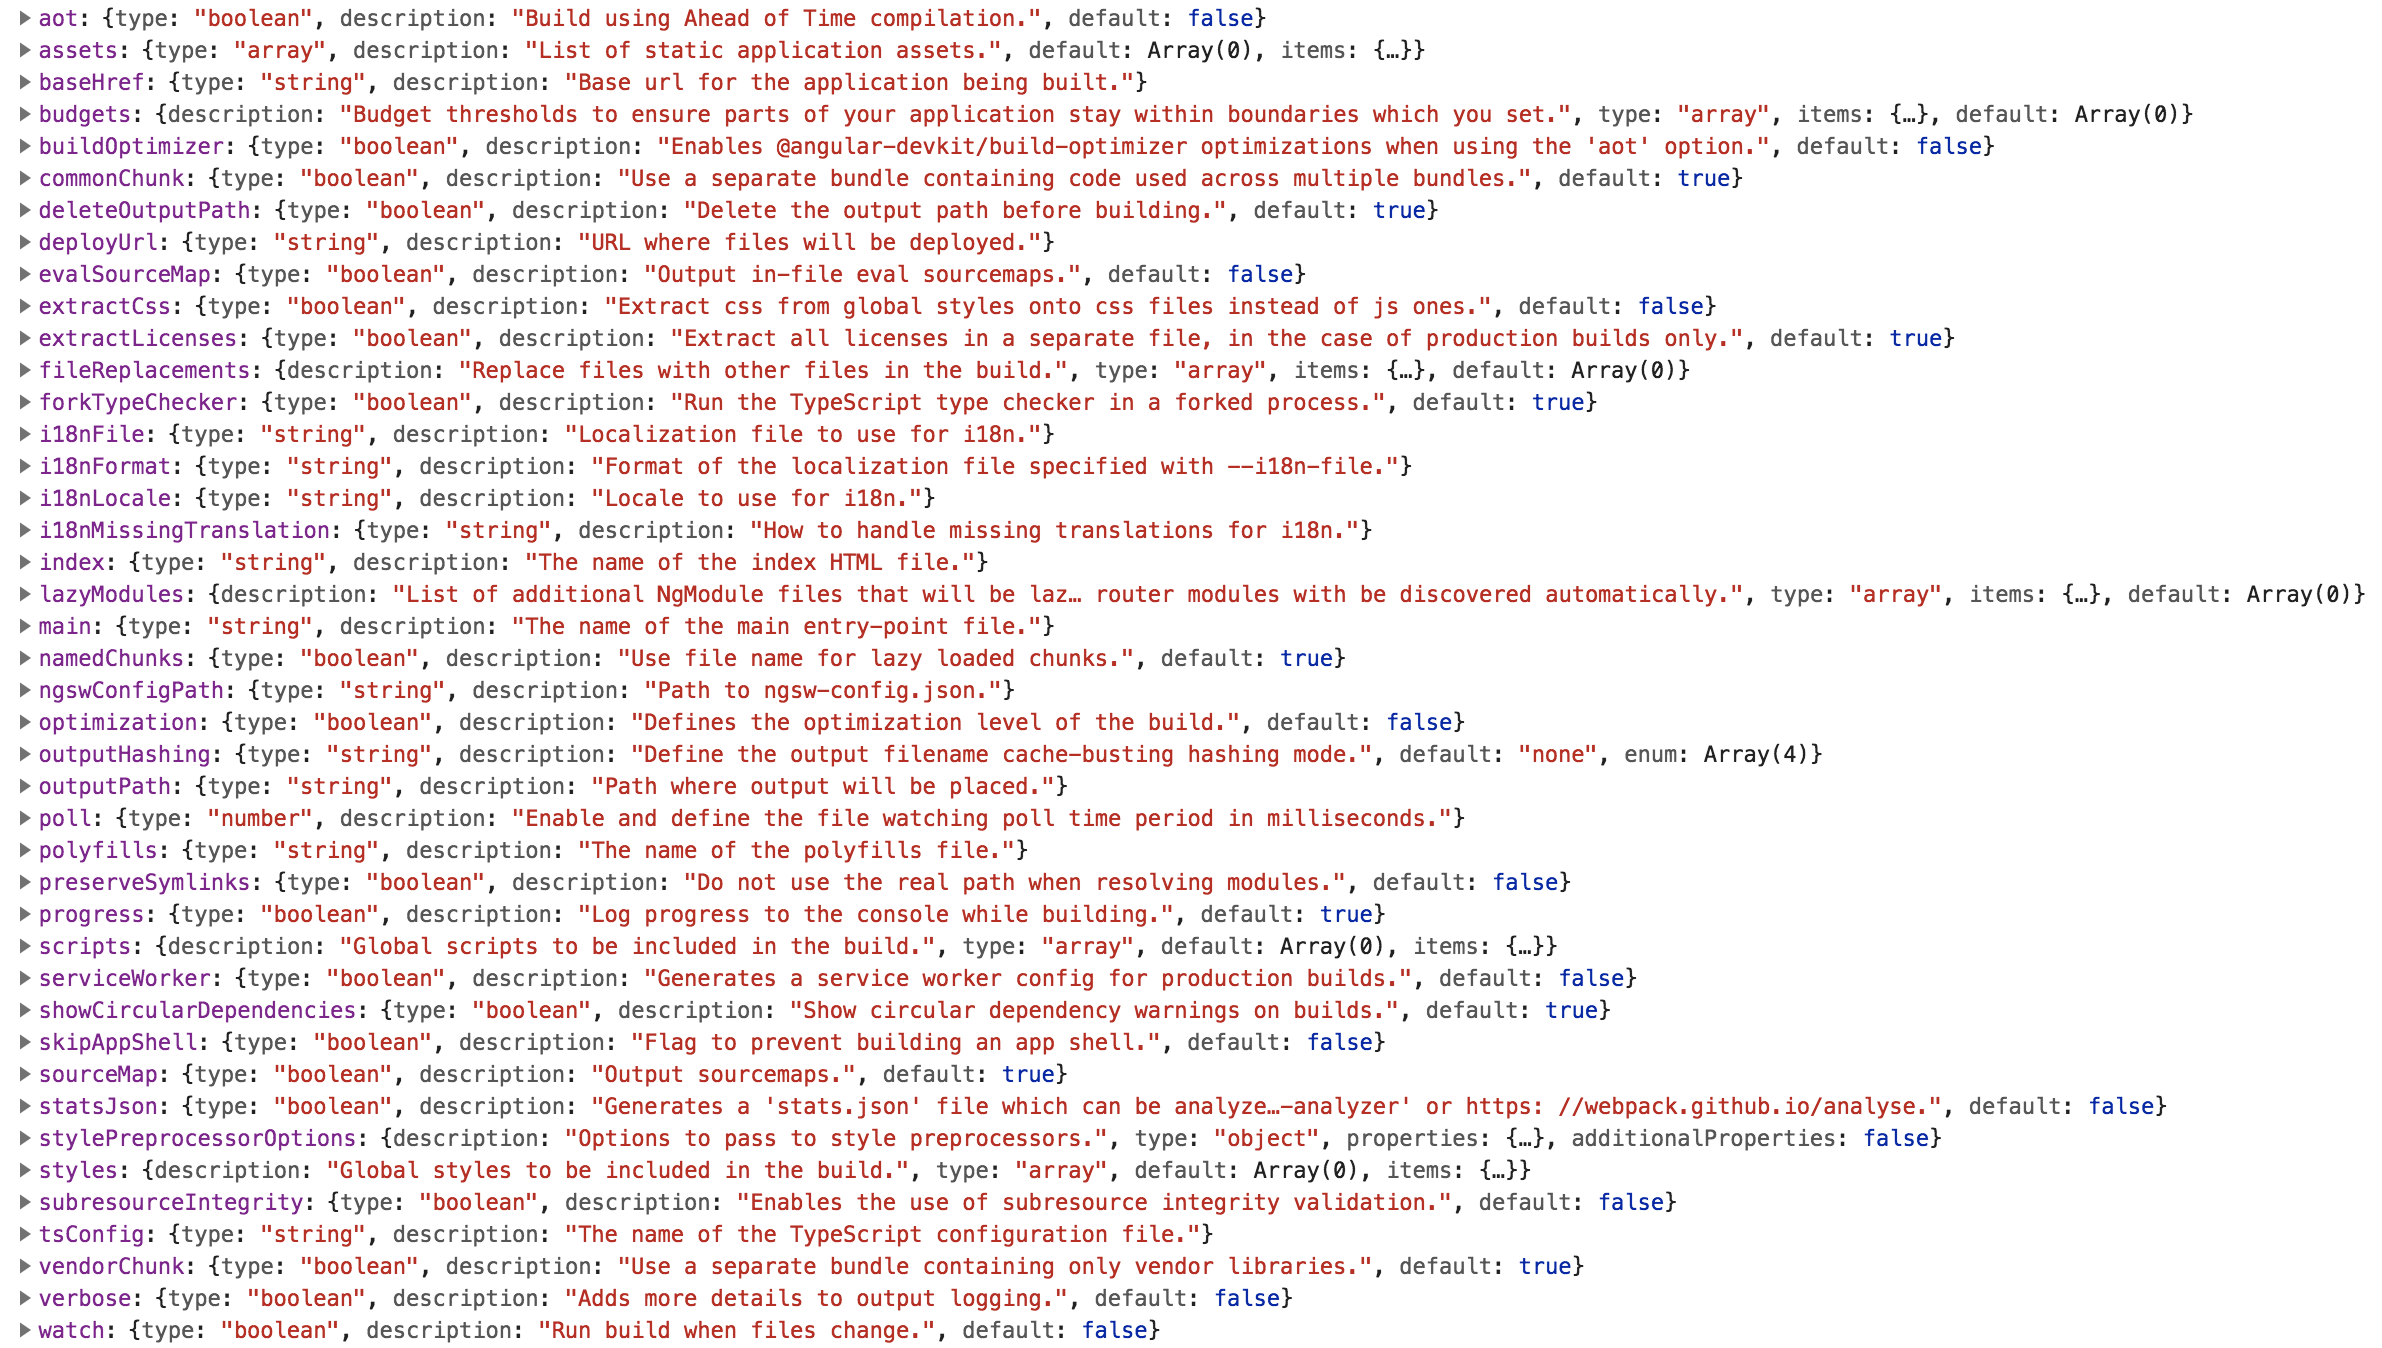 aot: {type: "boolean", description: "Build using Ahead of Time compilation.", default: false}
assets: {type: "array", description: "List of static application assets.", default: Array(0), items: {…}}
baseHref: {type: "string", description: "Base url for the application being built."}
budgets: {description: "Budget thresholds to ensure parts of your application stay within boundaries which you set.", type: "array", items: {…}, default: Array(0)}
buildOptimizer: {type: "boolean", description: "Enables @angular-devkit/build-optimizer optimizations when using the 'aot' option.", default: false}
commonChunk: {type: "boolean", description: "Use a separate bundle containing code used across multiple bundles.", default: true}
deleteOutputPath: {type: "boolean", description: "Delete the output path before building.", default: true}
deployUrl: {type: "string", description: "URL where files will be deployed."}
evalSourceMap: {type: "boolean", description: "Output in-file eval sourcemaps.", default: false}
extractCss: {type: "boolean", description: "Extract css from global styles onto css files instead of js ones.", default: false}
extractLicenses: {type: "boolean", description: "Extract all licenses in a separate file, in the case of production builds only.", default: true}
fileReplacements: {description: "Replace files with other files in the build.", type: "array", items: {…}, default: Array(0)}
forkTypeChecker: {type: "boolean", description: "Run the TypeScript type checker in a forked process.", default: true}
i18nFile: {type: "string", description: "Localization file to use for i18n."}
i18nFormat: {type: "string", description: "Format of the localization file specified with --i18n-file."}
i18nLocale: {type: "string", description: "Locale to use for i18n."}
i18nMissingTranslation: {type: "string", description: "How to handle missing translations for i18n."}
index: {type: "string", description: "The name of the index HTML file."}
lazyModules: {description: "List of additional NgModule files that will be laz… router modules with be discovered automatically.", type: "array", items: {…}, default: Array(0)}
main: {type: "string", description: "The name of the main entry-point file."}
namedChunks: {type: "boolean", description: "Use file name for lazy loaded chunks.", default: true}
ngswConfigPath: {type: "string", description: "Path to ngsw-config.json."}
optimization: {type: "boolean", description: "Defines the optimization level of the build.", default: false}
outputHashing: {type: "string", description: "Define the output filename cache-busting hashing mode.", default: "none", enum: Array(4)}
outputPath: {type: "string", description: "Path where output will be placed."}
poll: {type: "number", description: "Enable and define the file watching poll time period in milliseconds."}
polyfills: {type: "string", description: "The name of the polyfills file."}
preserveSymlinks: {type: "boolean", description: "Do not use the real path when resolving modules.", default: false}
progress: {type: "boolean", description: "Log progress to the console while building.", default: true}
scripts: {description: "Global scripts to be included in the build.", type: "array", default: Array(0), items: {…}}
serviceWorker: {type: "boolean", description: "Generates a service worker config for production builds.", default: false}
showCircularDependencies: {type: "boolean", description: "Show circular dependency warnings on builds.", default: true}
skipAppShell: {type: "boolean", description: "Flag to prevent building an app shell.", default: false}
sourceMap: {type: "boolean", description: "Output sourcemaps.", default: true}
statsJson: {type: "boolean", description: "Generates a 'stats.json' file which can be analyze…-analyzer' or https: //webpack.github.io/analyse.", default: false}
stylePreprocessorOptions: {description: "Options to pass to style preprocessors.", type: "object", properties: {…}, additionalProperties: false}
styles: {description: "Global styles to be included in the build.", type: "array", default: Array(0), items: {…}}
subresourceIntegrity: {type: "boolean", description: "Enables the use of subresource integrity validation.", default: false}
tsConfig: {type: "string", description: "The name of the TypeScript configuration file."}
vendorChunk: {type: "boolean", description: "Use a separate bundle containing only vendor libraries.", default: true}
verbose: {type: "boolean", description: "Adds more details to output logging.", default: false}
watch: {type: "boolean", description: "Run build when files change.", default: false}